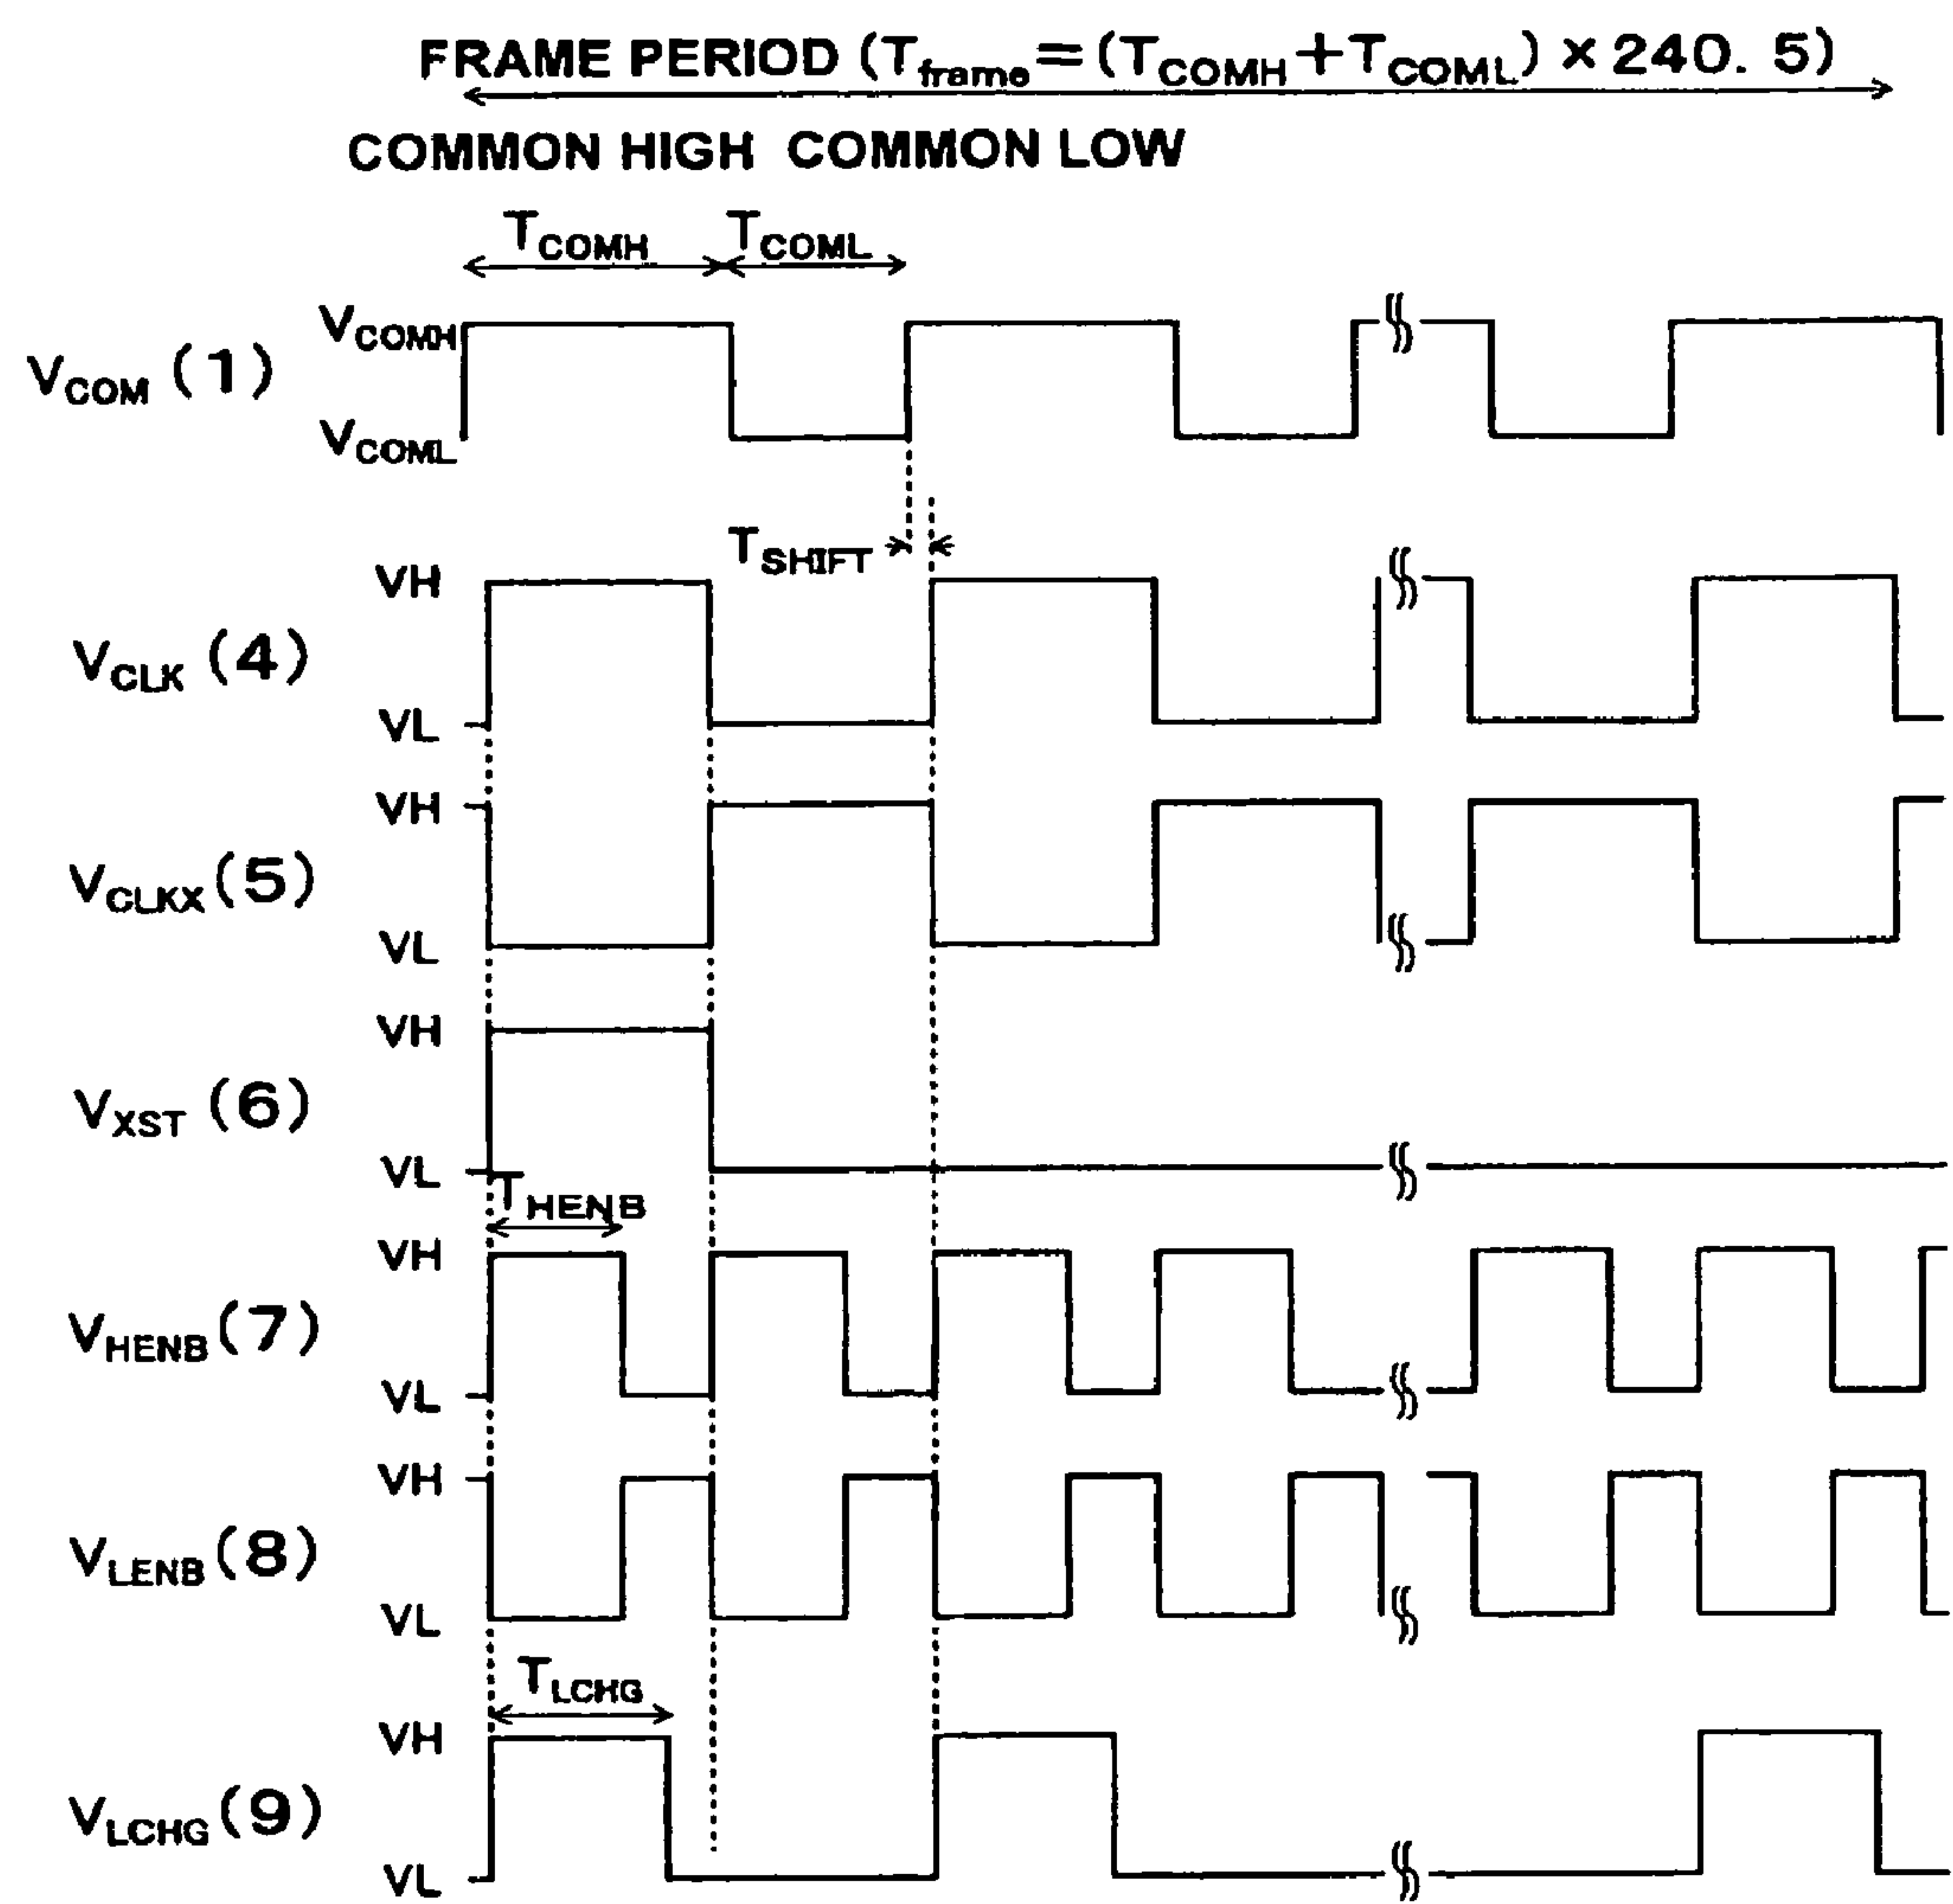 FRAME PERIOD (Tframe=(TCOMH+TCOML)×240. 5)
COMMON HIGH COMMON LOW
TCOMH TCOML
VCOMH
VCOM (1)
VCOML
TSHIFT
VH
VCLK (4)
VL
VH
VCLKX (5)
VL
VH
VXST (6)
VL
THENB
VH
VHENB (7)
VL
VH
VLENB (8)
VL
TLCHG
VH
VLCHG (9)
VL